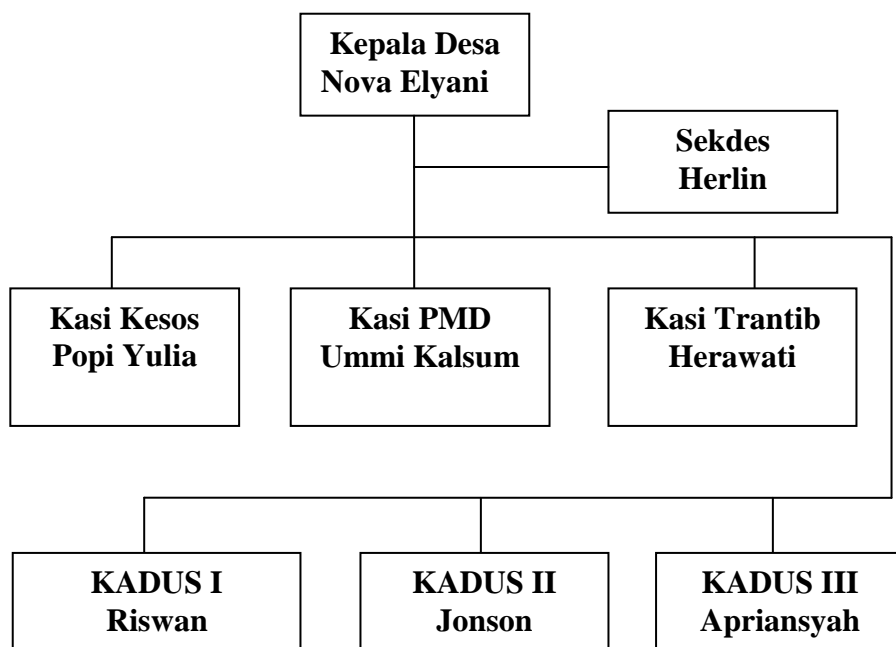 Kepala Desa
Nova Elyani
Sekdes
Herlin
Kasi Kesos
Popi Yulia
Kasi PMD
Ummi Kalsum
Kasi Trantib
Herawati
KADUS I
Riswan
KADUS II
Jonson
KADUS III
Apriansyah